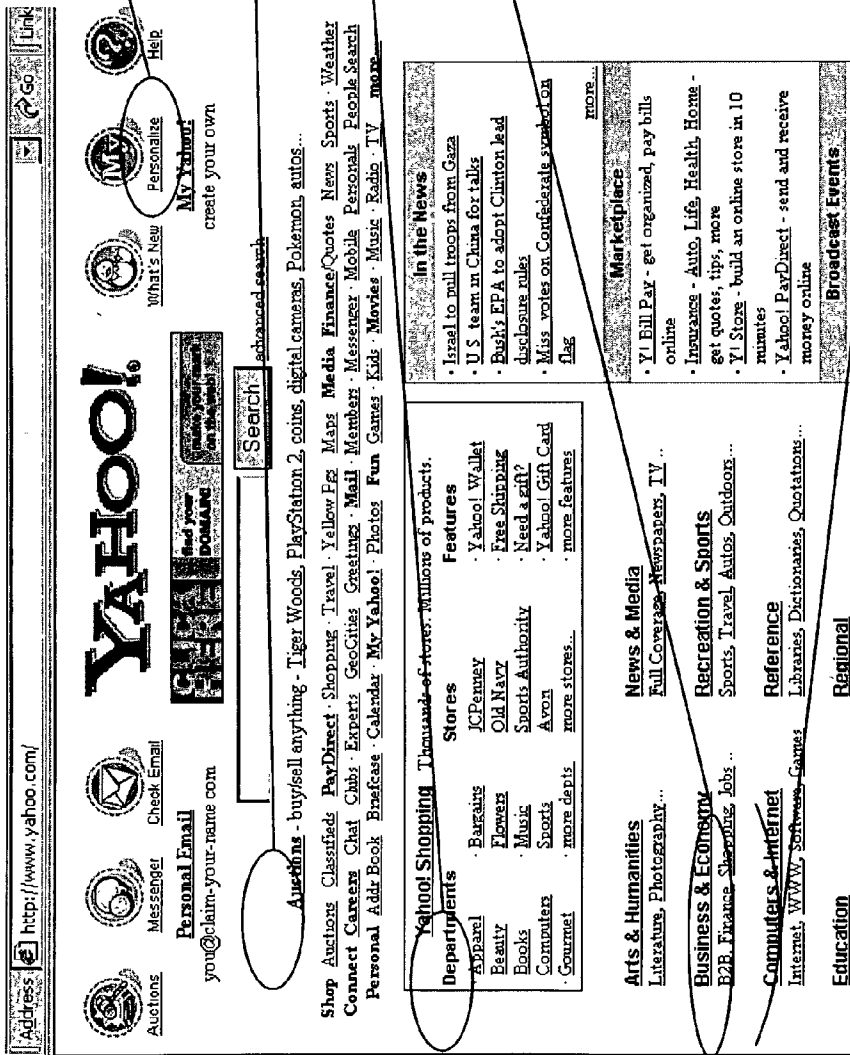 Address http://www.yahoo.com/ Go Link
Auctions Messenger Check Email YAHOO! What's New Personalize Help
Personal Email
you@claim-your-name com
find your
DOMAIN!
My Yahoo!
create your own
Search advanced search
Auctions - buy/sell anything - Tiger Woods, PlayStation 2, coins, digital cameras, Pokemon, autos...
Shop Auctions Classifieds PayDirect · Shopping · Travel · Yellow Pgs Maps Media Finance/Quotes News Sports · Weather
Connect Careers Chat Clubs · Experts GeoCities Greetings · Mail · Members · Messenger · Mobile Personals People Search
Personal Addr Book Briefcase · Calendar · My Yahoo! · Photos Fun Games · Kids · Movies · Music · Radio · TV more...
Yahoo! Shopping Thousands of stores. Millions of products.
Departments Stores Features
· Apparel · Bargains JCPenney · Yahoo! Wallet
Beauty Flowers Old Navy · Free Shipping
Books · Music Sports Authority · Need a gift?
Computers Sports Avon · Yahoo! Gift Card
· Gourmet · more depts more stores... · more features
Arts & Humanities
Literature, Photography...
News & Media
Full Coverage, Newspapers, TV ..
Business & Economy
B2B, Finance, Shopping, Jobs ..
Recreation & Sports
Sports, Travel, Autos, Outdoors...
Computers & Internet
Internet, WWW, Software, Games
Reference
Libraries, Dictionaries, Quotations...
Education
Regional
In the News
· Israel to pull troops from Gaza
· U S team in China for talks
· Bush's EPA to adopt Clinton lead
disclosure rules
· Miss votes on Confederate symbol on
flag
more...
Marketplace
· Y! Bill Pay - get organized, pay bills
online
· Insurance - Auto, Life, Health, Home -
get quotes, tips, more
· Y! Store - build an online store in 10
minutes
· Yahoo! PayDirect - send and receive
money online
Broadcast Events